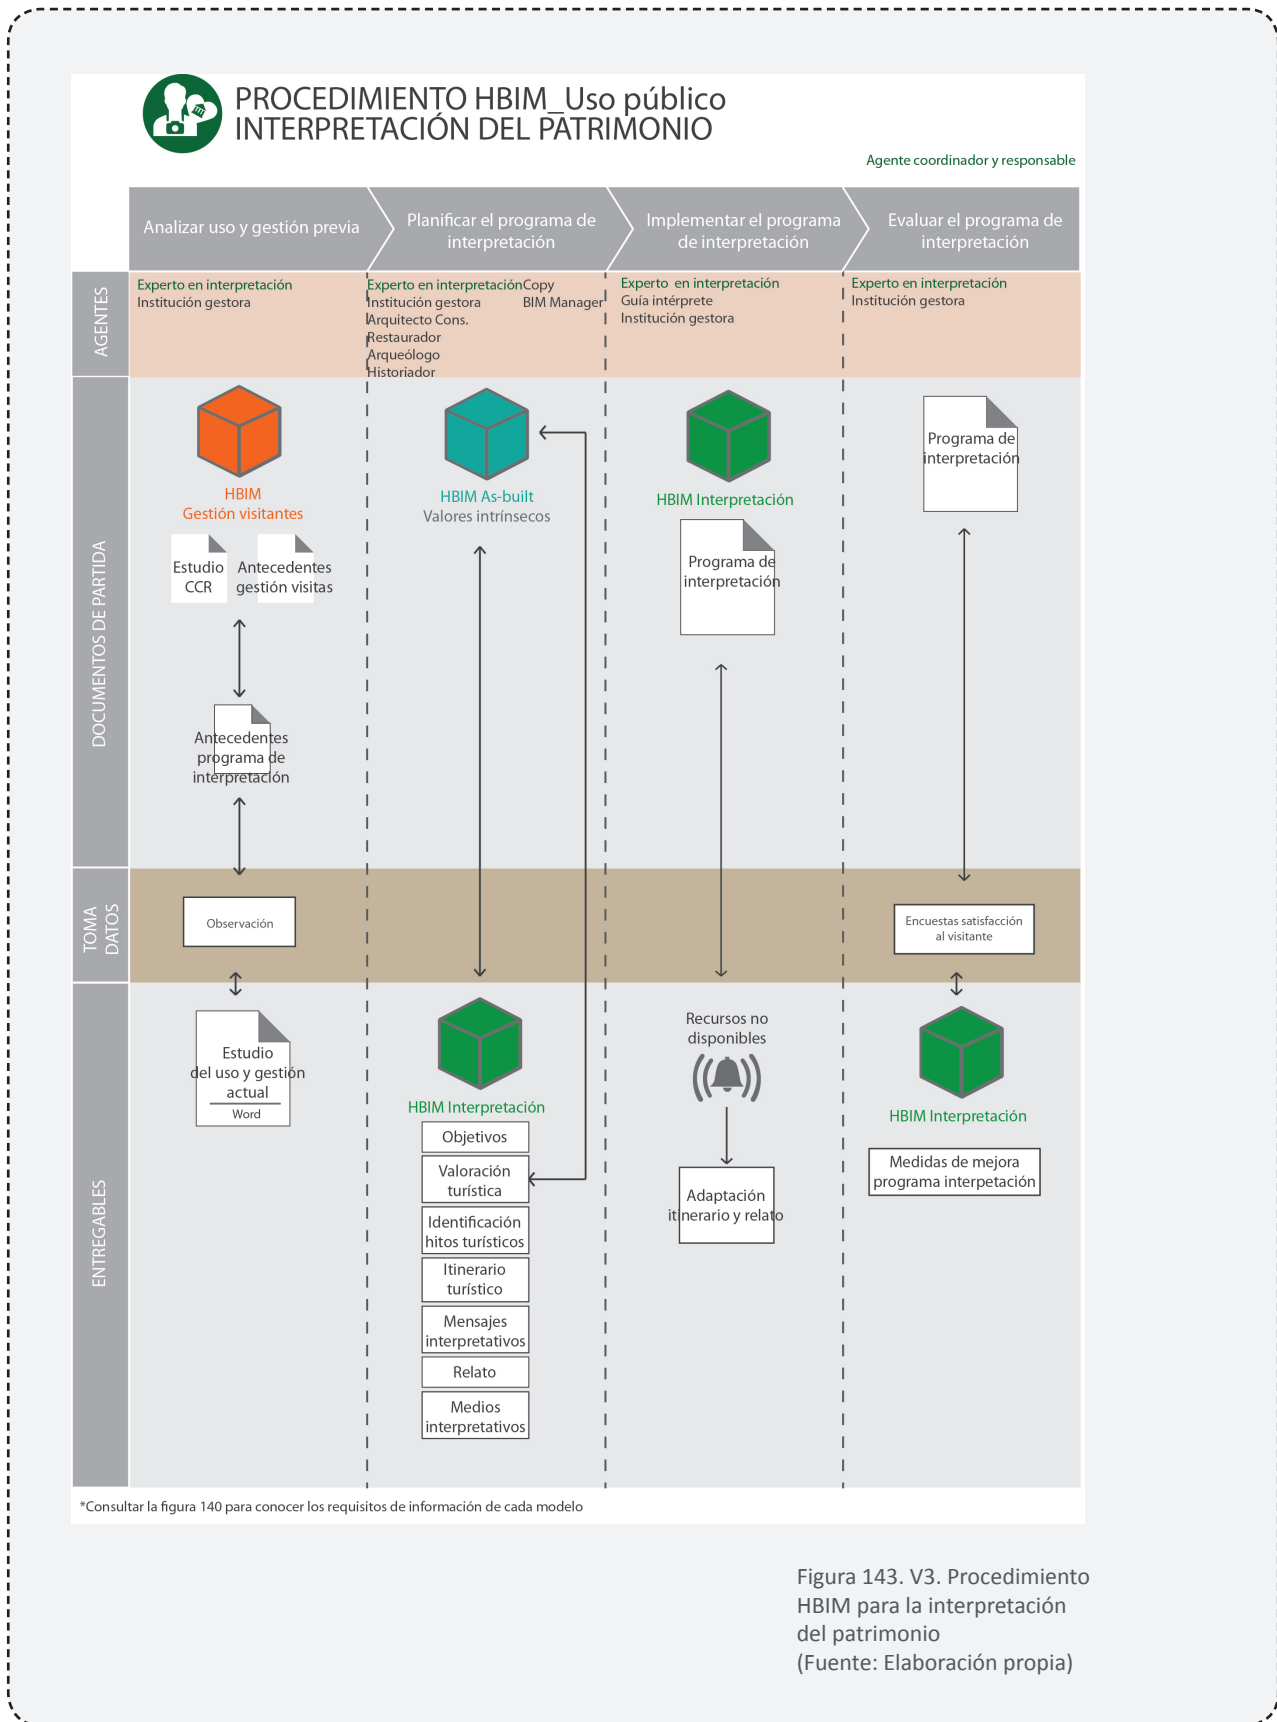 PROCEDIMIENTO HBIM_Uso público
INTERPRETACIÓN DEL PATRIMONIO
Agente coordinador y responsable
Analizar uso y gestión previa
Planificar el programa de
interpretación
Implementar el programa
de interpretación
Evaluar el programa de
interpretación
AGENTES
Experto en interpretación
Institución gestora
Experto en interpretación
Institución gestora
Arquitecto Cons.
Restaurador
Arqueólogo
Historiador
Copy
BIM Manager
Experto en interpretación
Guía intérprete
Institución gestora
Experto en interpretación
Institución gestora
DOCUMENTOS DE PARTIDA
HBIM
Gestión visitantes
Estudio
CCR
Antecedentes
gestión visitas
Antecedentes
programa de
interpretación
HBIM As-built
Valores intrínsecos
HBIM Interpretación
Programa de
interpretación
Programa de
interpretación
TOMA
DATOS
Observación
Encuestas satisfacción
al visitante
ENTREGABLES
Estudio
del uso y gestión
actual
Word
HBIM Interpretación
Objetivos
Valoración
turística
Identificación
hitos turísticos
Itinerario
turístico
Mensajes
interpretativos
Relato
Medios
interpretativos
Recursos no
disponibles
Adaptación
itinerario y relato
HBIM Interpretación
Medidas de mejora
programa interpetación
*Consultar la figura 140 para conocer los requisitos de información de cada modelo
Figura 143. V3. Procedimiento
HBIM para la interpretación
del patrimonio
(Fuente: Elaboración propia)